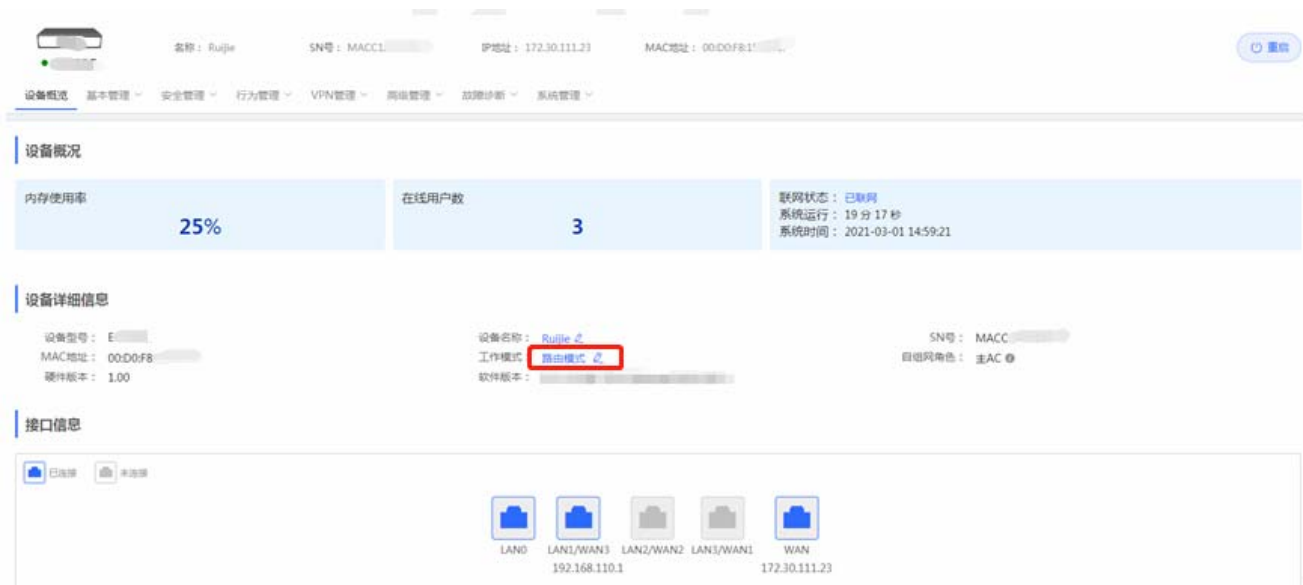 名称： Ruijie SN号： MACC1 IP地址： 172.30.111.23 MAC地址： 00:D0:F8:1 重启
设备概览 基本管理 安全管理 行为管理 VPN管理 高级管理 故障诊断 系统管理
设备概况
内存使用率 在线用户数 联网状态： 已联网
25% 3 系统运行： 19 分 17 秒
系统时间： 2021-03-01 14:59:21
设备详细信息
设备型号： E 设备名称： Ruijie SN号： MACC
MAC地址： 00:D0:F8 工作模式： 路由模式 自组网角色： 主AC
硬件版本： 1.00 软件版本：
接口信息
已连接 未连接
LAN0 LAN1/WAN3 LAN2/WAN2 LAN3/WAN1 WAN
192.168.110.1 172.30.111.23